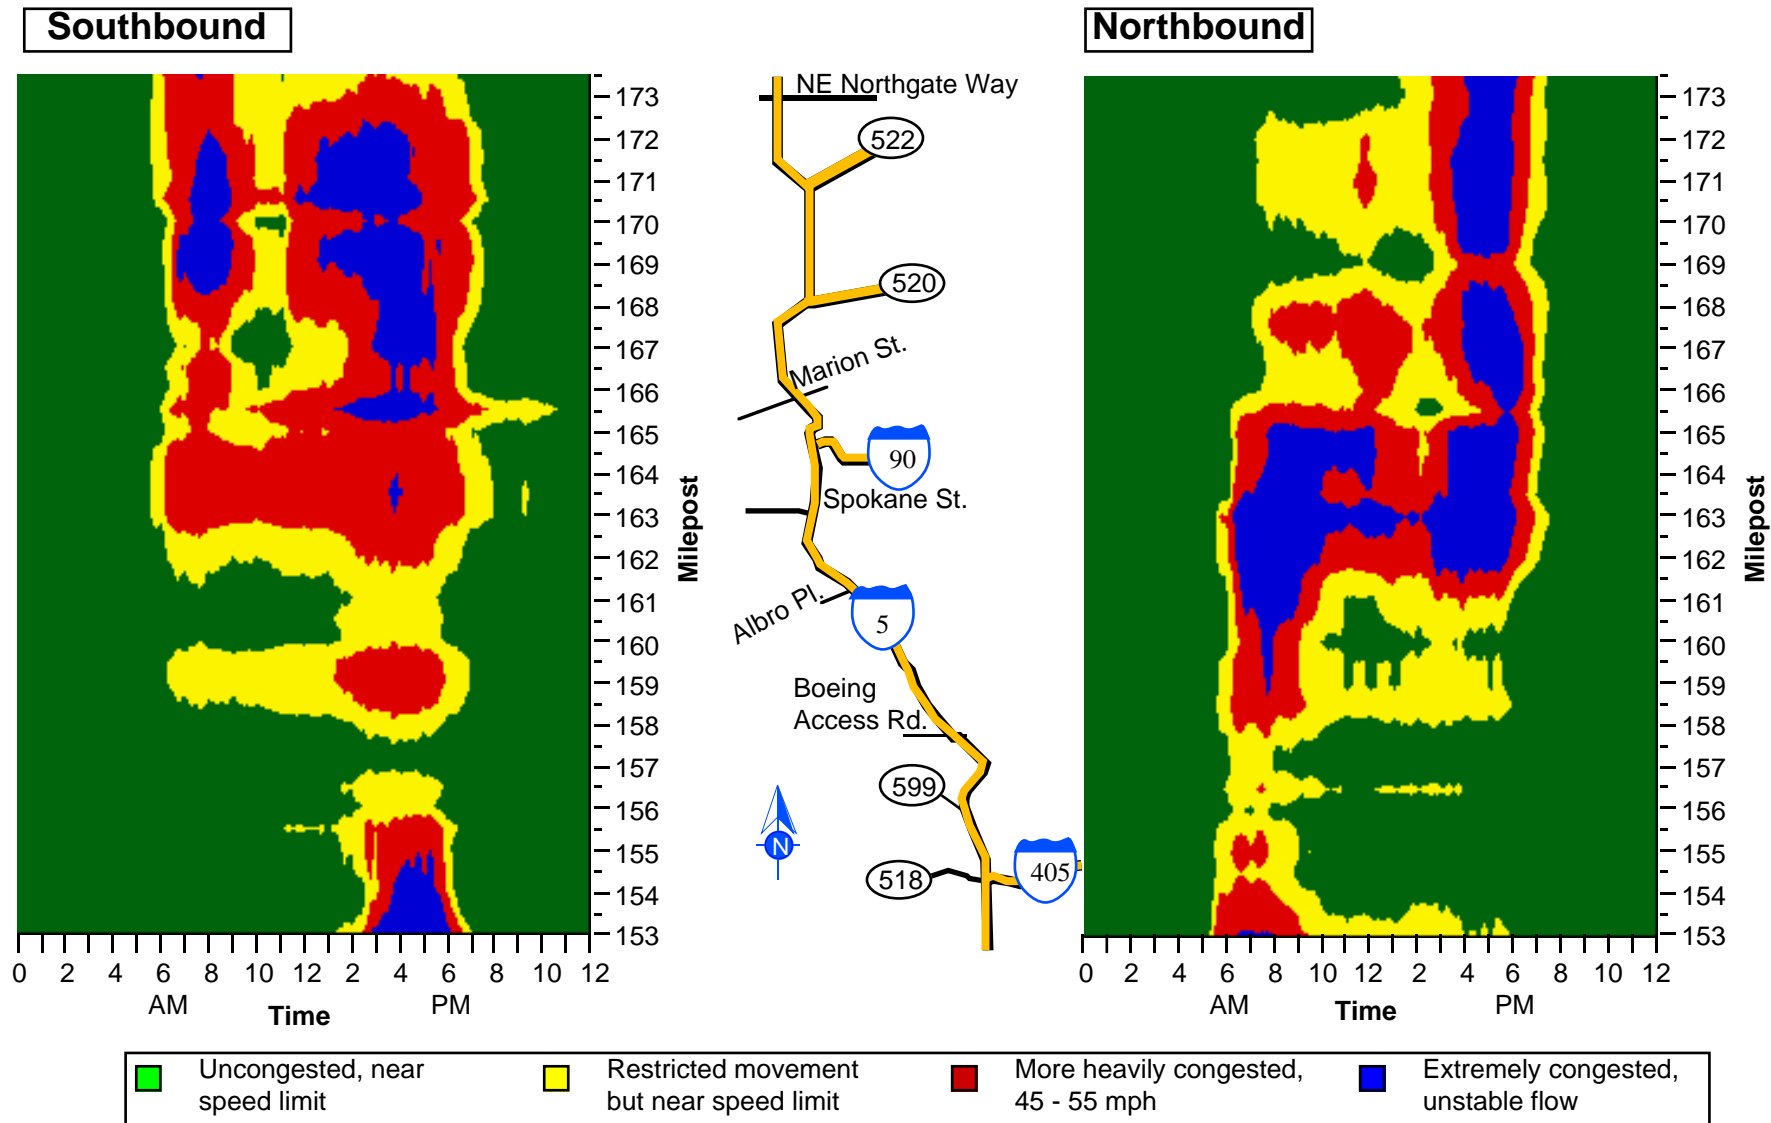 Southbound
Northbound
173
172
171
170
169
168
167
166
165
164
163
162
161
160
159
158
157
156
155
154
153
Milepost
0 2 4 6 8 10 12 2 4 6 8 10 12
AM
Time
PM
NE Northgate Way
522
520
Marion St.
90
Spokane St.
Albro Pl.
5
Boeing
Access Rd.
599
N
518
405
173
172
171
170
169
168
167
166
165
164
163
162
161
160
159
158
157
156
155
154
153
Milepost
0 2 4 6 8 10 12 2 4 6 8 10 12
AM
Time
PM
Uncongested, near
speed limit
Restricted movement
but near speed limit
More heavily congested,
45 - 55 mph
Extremely congested,
unstable flow